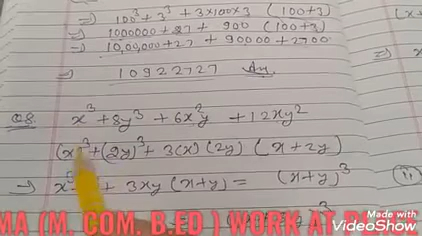 ⇒ 100³ + 3³ + 3×100×3 (100+3)
⇒ 1000000 + 27 + 900 (100+3)
⇒ 10,00,000 + 27 + 90000 + 2700
⇒ 10922727 Ay
Q8. x³ + 8y³ + 6x²y + 12xy²
(x)³ + (2y)³ + 3(x) (2y) (x + 2y)
→ x³ + 3xy (x+y) = (x+y)³
MA (M. COM. B.ED ) WORK AT
Made with
VivaVideo